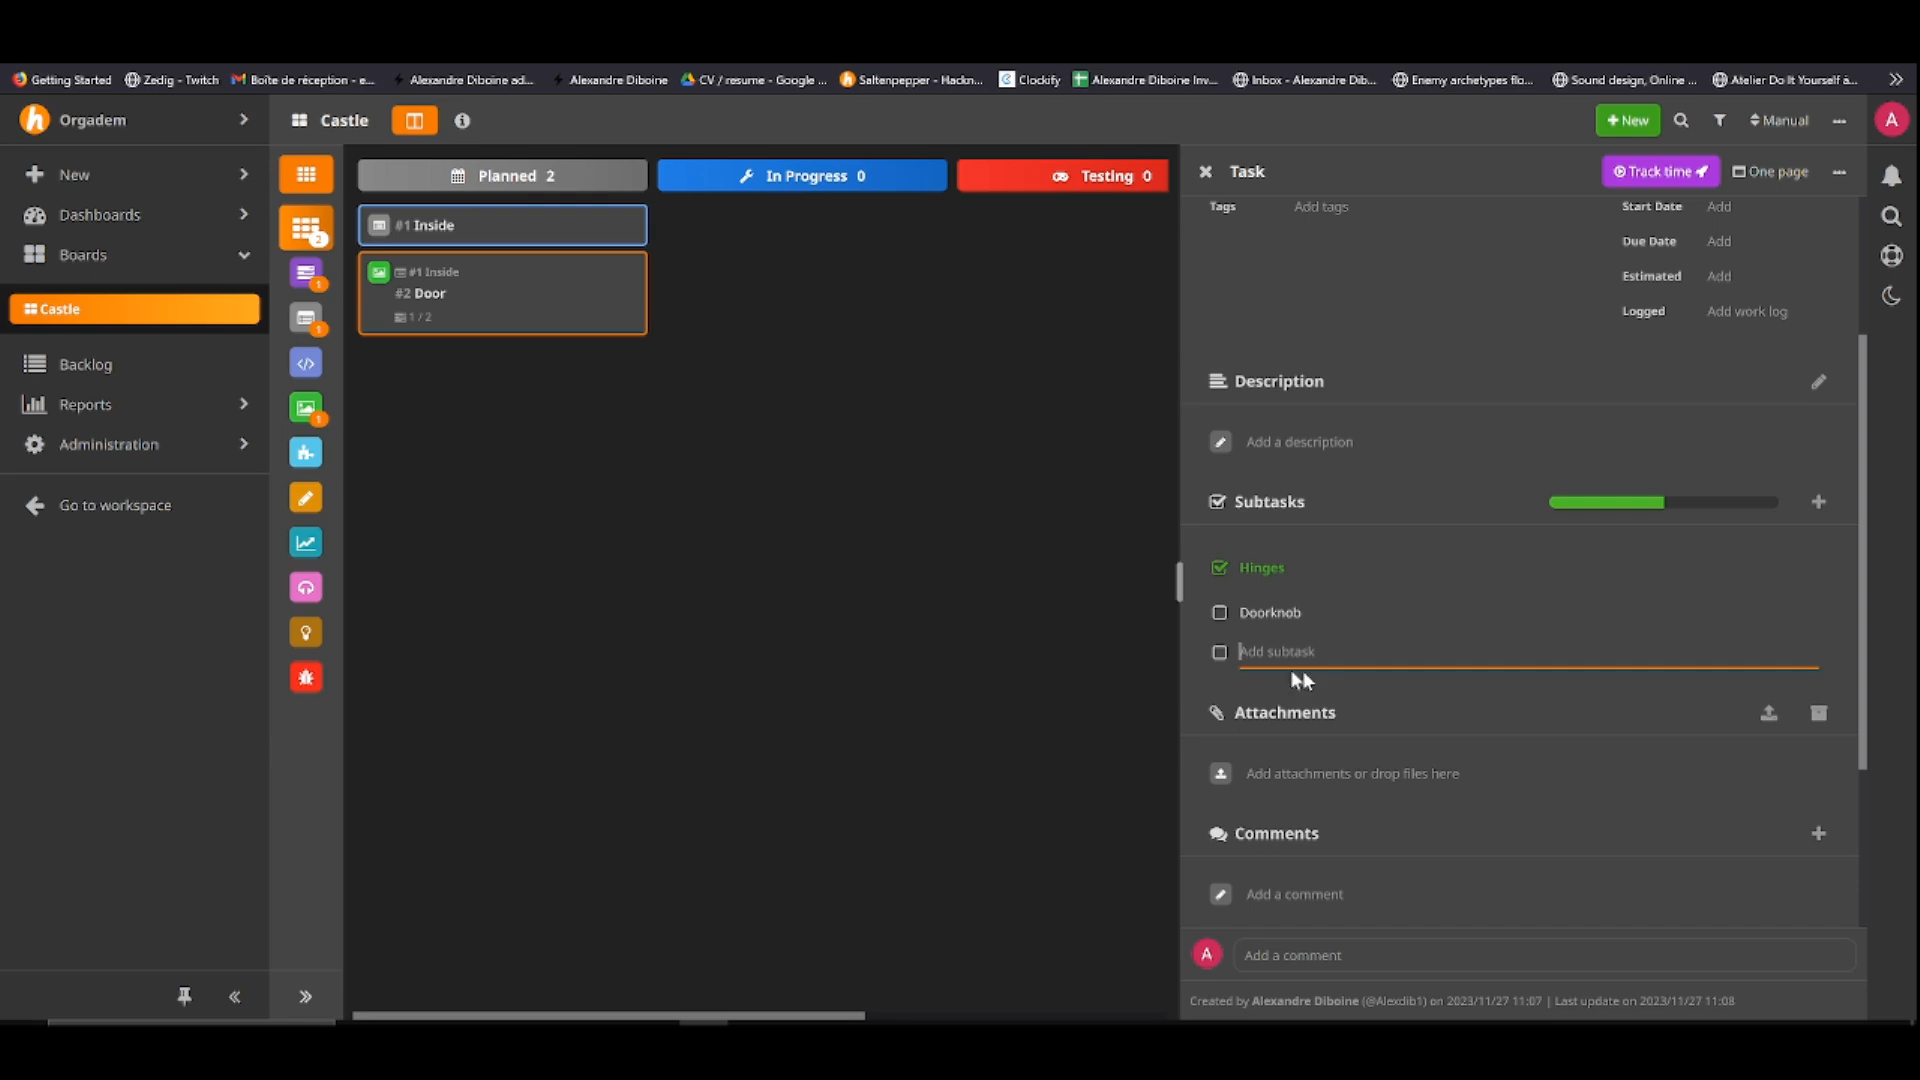 Getting Started Zedig - Twitch Boîte de réception - e... Alexandre Diboine ad... Alexandre Diboine CV / resume - Google ... Saltenpepper - Hackn... Clockify Alexandre Diboine Inv... Inbox - Alexandre Dib... Enemy archetypes flo... Sound design, Online ... Atelier Do It Yourself à...
Orgadem
Castle
+ New
Manual
A
New
Dashboards
Boards
Castle
Backlog
Reports
Administration
Go to workspace
2
1
1
1
Planned 2
In Progress 0
Testing 0
#1 Inside
#1 Inside
#2 Door
1 / 2
Task
Track time
One page
Tags Add tags
Start Date Add
Due Date Add
Estimated Add
Logged Add work log
Description
Add a description
Subtasks
Hinges
Doorknob
Add subtask
Attachments
Add attachments or drop files here
Comments
Add a comment
A Add a comment
Created by Alexandre Diboine (@Alexdib1) on 2023/11/27 11:07 | Last update on 2023/11/27 11:08